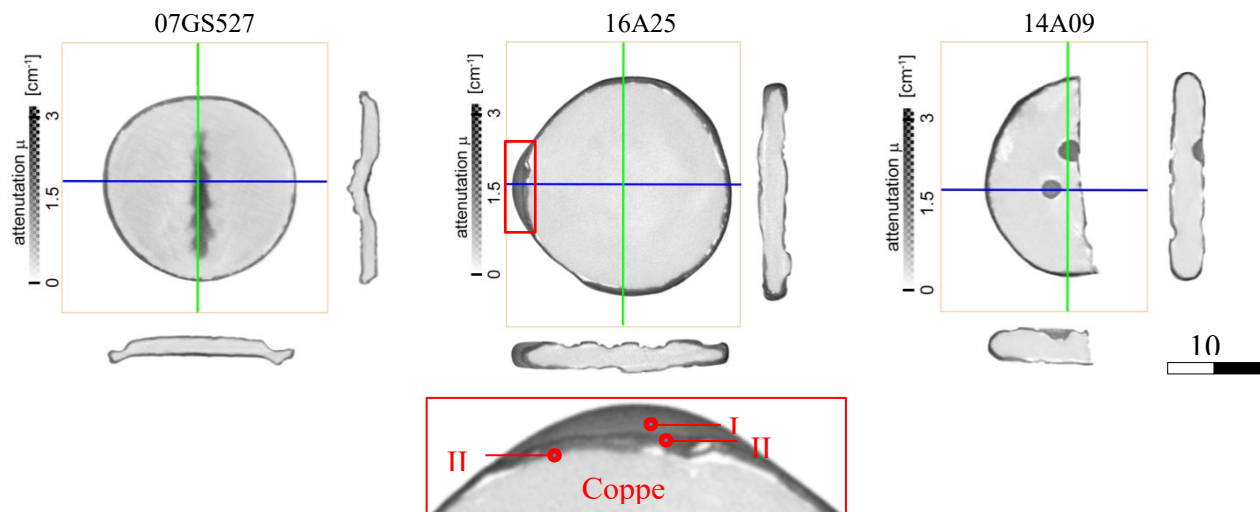 07GS527
16A25
14A09
attenutation μ [cm⁻¹]
3
1.5
0
attenutation μ [cm⁻¹]
3
1.5
0
attenutation μ [cm⁻¹]
3
1.5
0
10
I
II
II
Coppe